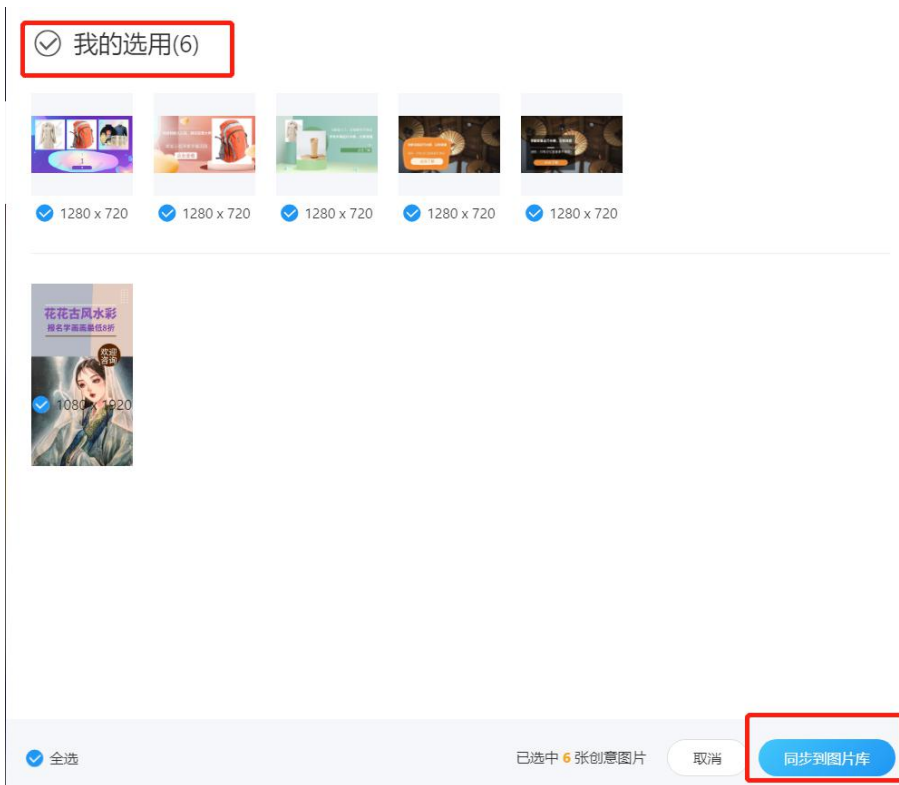 我的选用(6)
1280 x 720
1280 x 720
1280 x 720
1280 x 720
1280 x 720
花花古风水彩
报名学画画最低8折
欢迎
咨询
1080 x 1920
全选
已选中 6 张创意图片
取消
同步到图片库